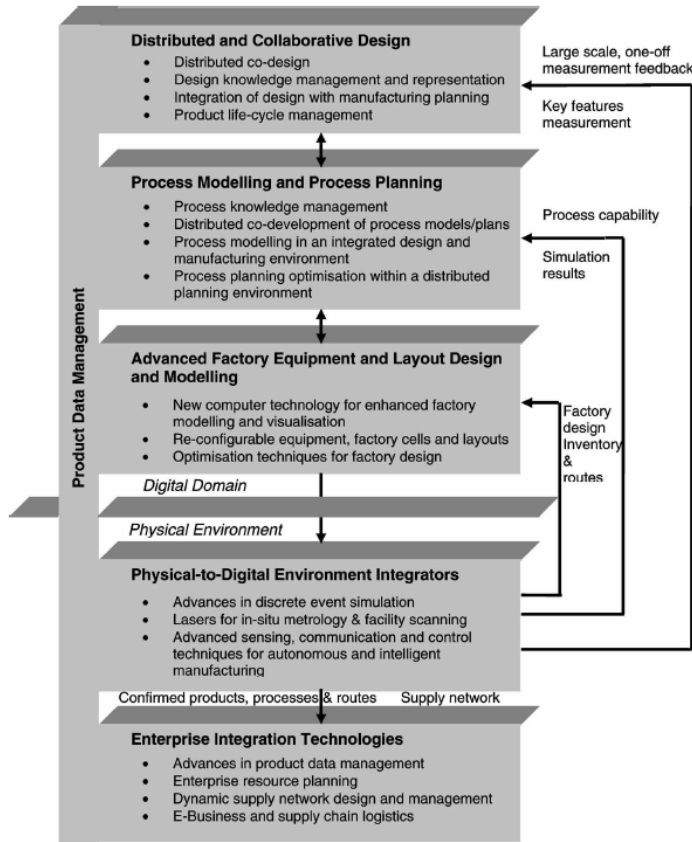 Product Data Management
Distributed and Collaborative Design
• Distributed co-design
• Design knowledge management and representation
• Integration of design with manufacturing planning
• Product life-cycle management
Large scale, one-off
measurement feedback
Key features
measurement
Process Modelling and Process Planning
• Process knowledge management
• Distributed co-development of process models/plans
• Process modelling in an integrated design and
manufacturing environment
• Process planning optimisation within a distributed
planning environment
Process capability
Simulation
results
Advanced Factory Equipment and Layout Design
and Modelling
• New computer technology for enhanced factory
modelling and visualisation
• Re-configurable equipment, factory cells and layouts
• Optimisation techniques for factory design
Factory
design
Inventory
&
routes
Digital Domain
Physical Environment
Physical-to-Digital Environment Integrators
• Advances in discrete event simulation
• Lasers for in-situ metrology & facility scanning
• Advanced sensing, communication and control
techniques for autonomous and intelligent
manufacturing
Confirmed products, processes & routes Supply network
Enterprise Integration Technologies
• Advances in product data management
• Enterprise resource planning
• Dynamic supply network design and management
• E-Business and supply chain logistics